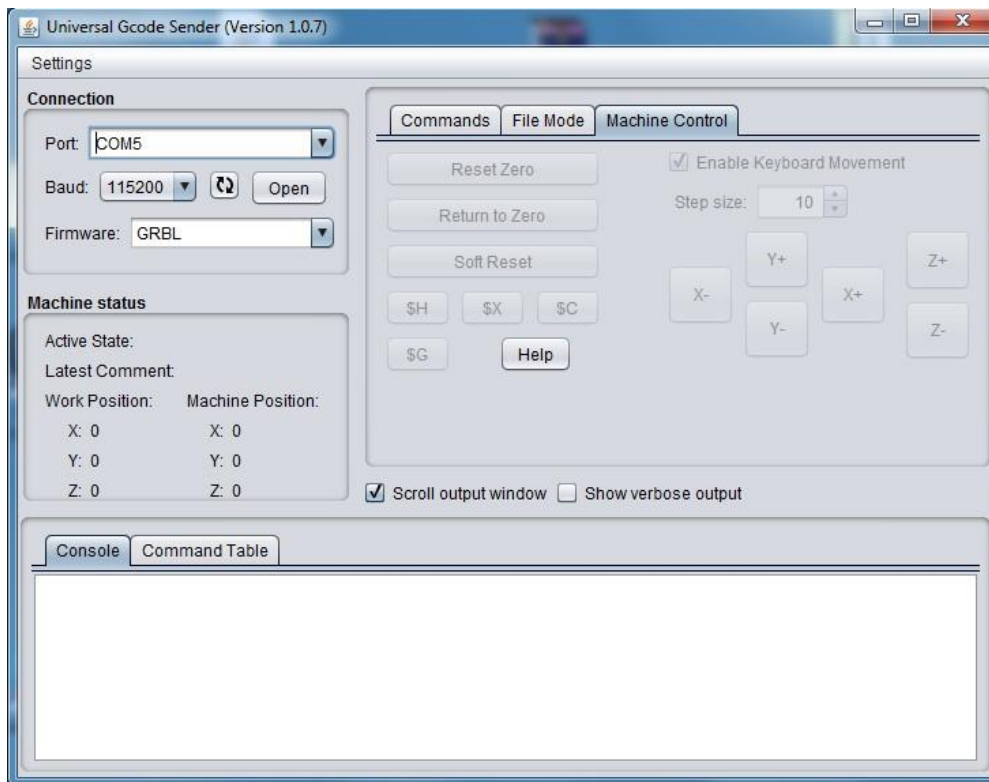 Universal Gcode Sender (Version 1.0.7)
Settings
Connection
Port: COM5
Baud: 115200 Open
Firmware: GRBL
Machine status
Active State:
Latest Comment:
Work Position: Machine Position:
X: 0 X: 0
Y: 0 Y: 0
Z: 0 Z: 0
Commands File Mode Machine Control
Reset Zero
Return to Zero
Soft Reset
$H $X $C
$G Help
Enable Keyboard Movement
Step size: 10
Y+ Z+
X- X+
Y- Z-
Scroll output window Show verbose output
Console Command Table